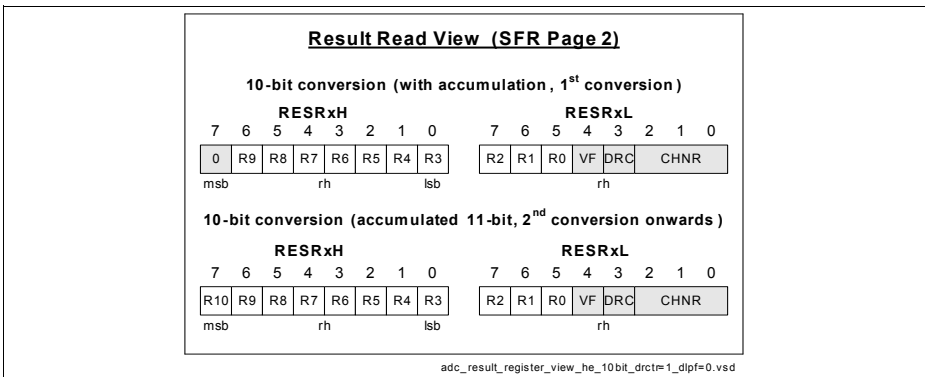 Result Read View (SFR Page 2)
10-bit conversion (with accumulation, 1st conversion)
RESRxH RESRxL
7 6 5 4 3 2 1 0 7 6 5 4 3 2 1 0
0 R9 R8 R7 R6 R5 R4 R3 R2 R1 R0 VF DRC CHNR
msb rh lsb rh
10-bit conversion (accumulated 11-bit, 2nd conversion onwards)
RESRxH RESRxL
7 6 5 4 3 2 1 0 7 6 5 4 3 2 1 0
R10 R9 R8 R7 R6 R5 R4 R3 R2 R1 R0 VF DRC CHNR
msb rh lsb rh
adc_result_register_view_he_10bit_drctr=1_dlpf=0.vsd